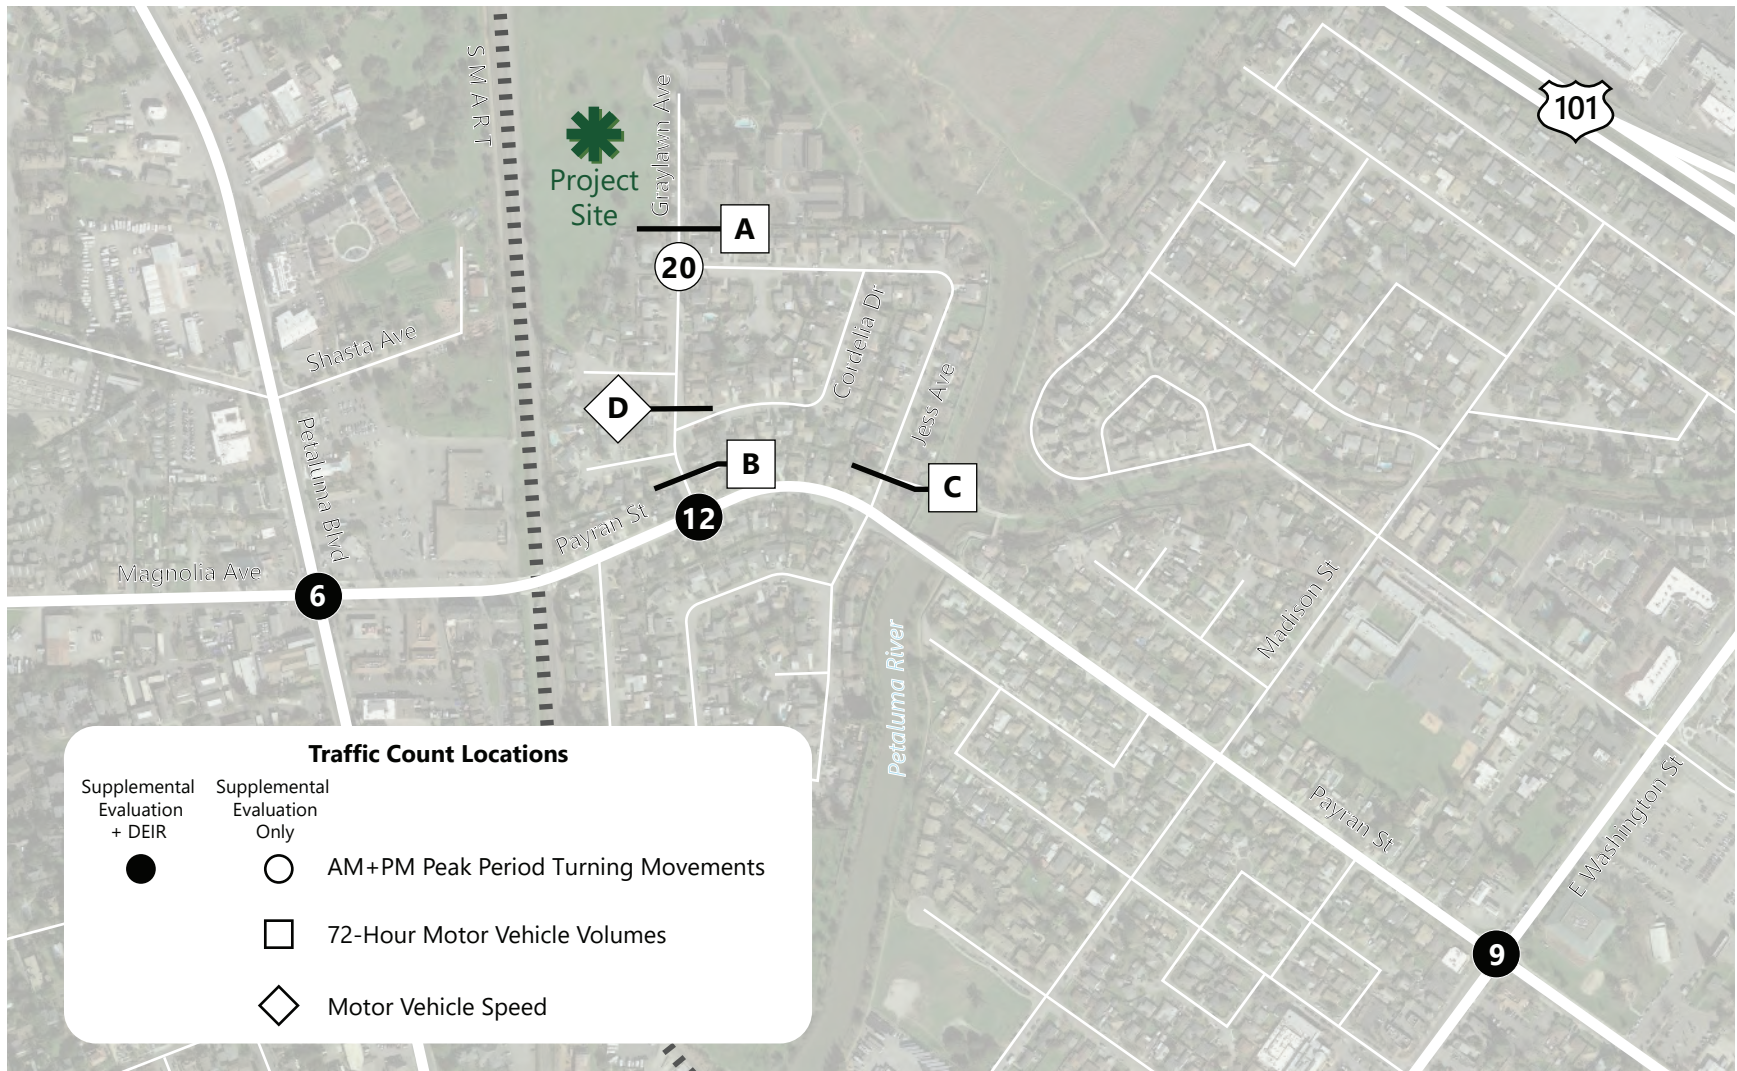 SMART
Graylawn Ave
101
Project
Site
A
20
Shasta Ave
Cordelia Dr
Jess Ave
D
B
C
Petaluma Blvd
12
Payran St
Magnolia Ave
6
Madison St
Petaluma River
Payran St
E Washington St
9
Traffic Count Locations
Supplemental
Evaluation
+ DEIR
Supplemental
Evaluation
Only
AM+PM Peak Period Turning Movements
72-Hour Motor Vehicle Volumes
Motor Vehicle Speed